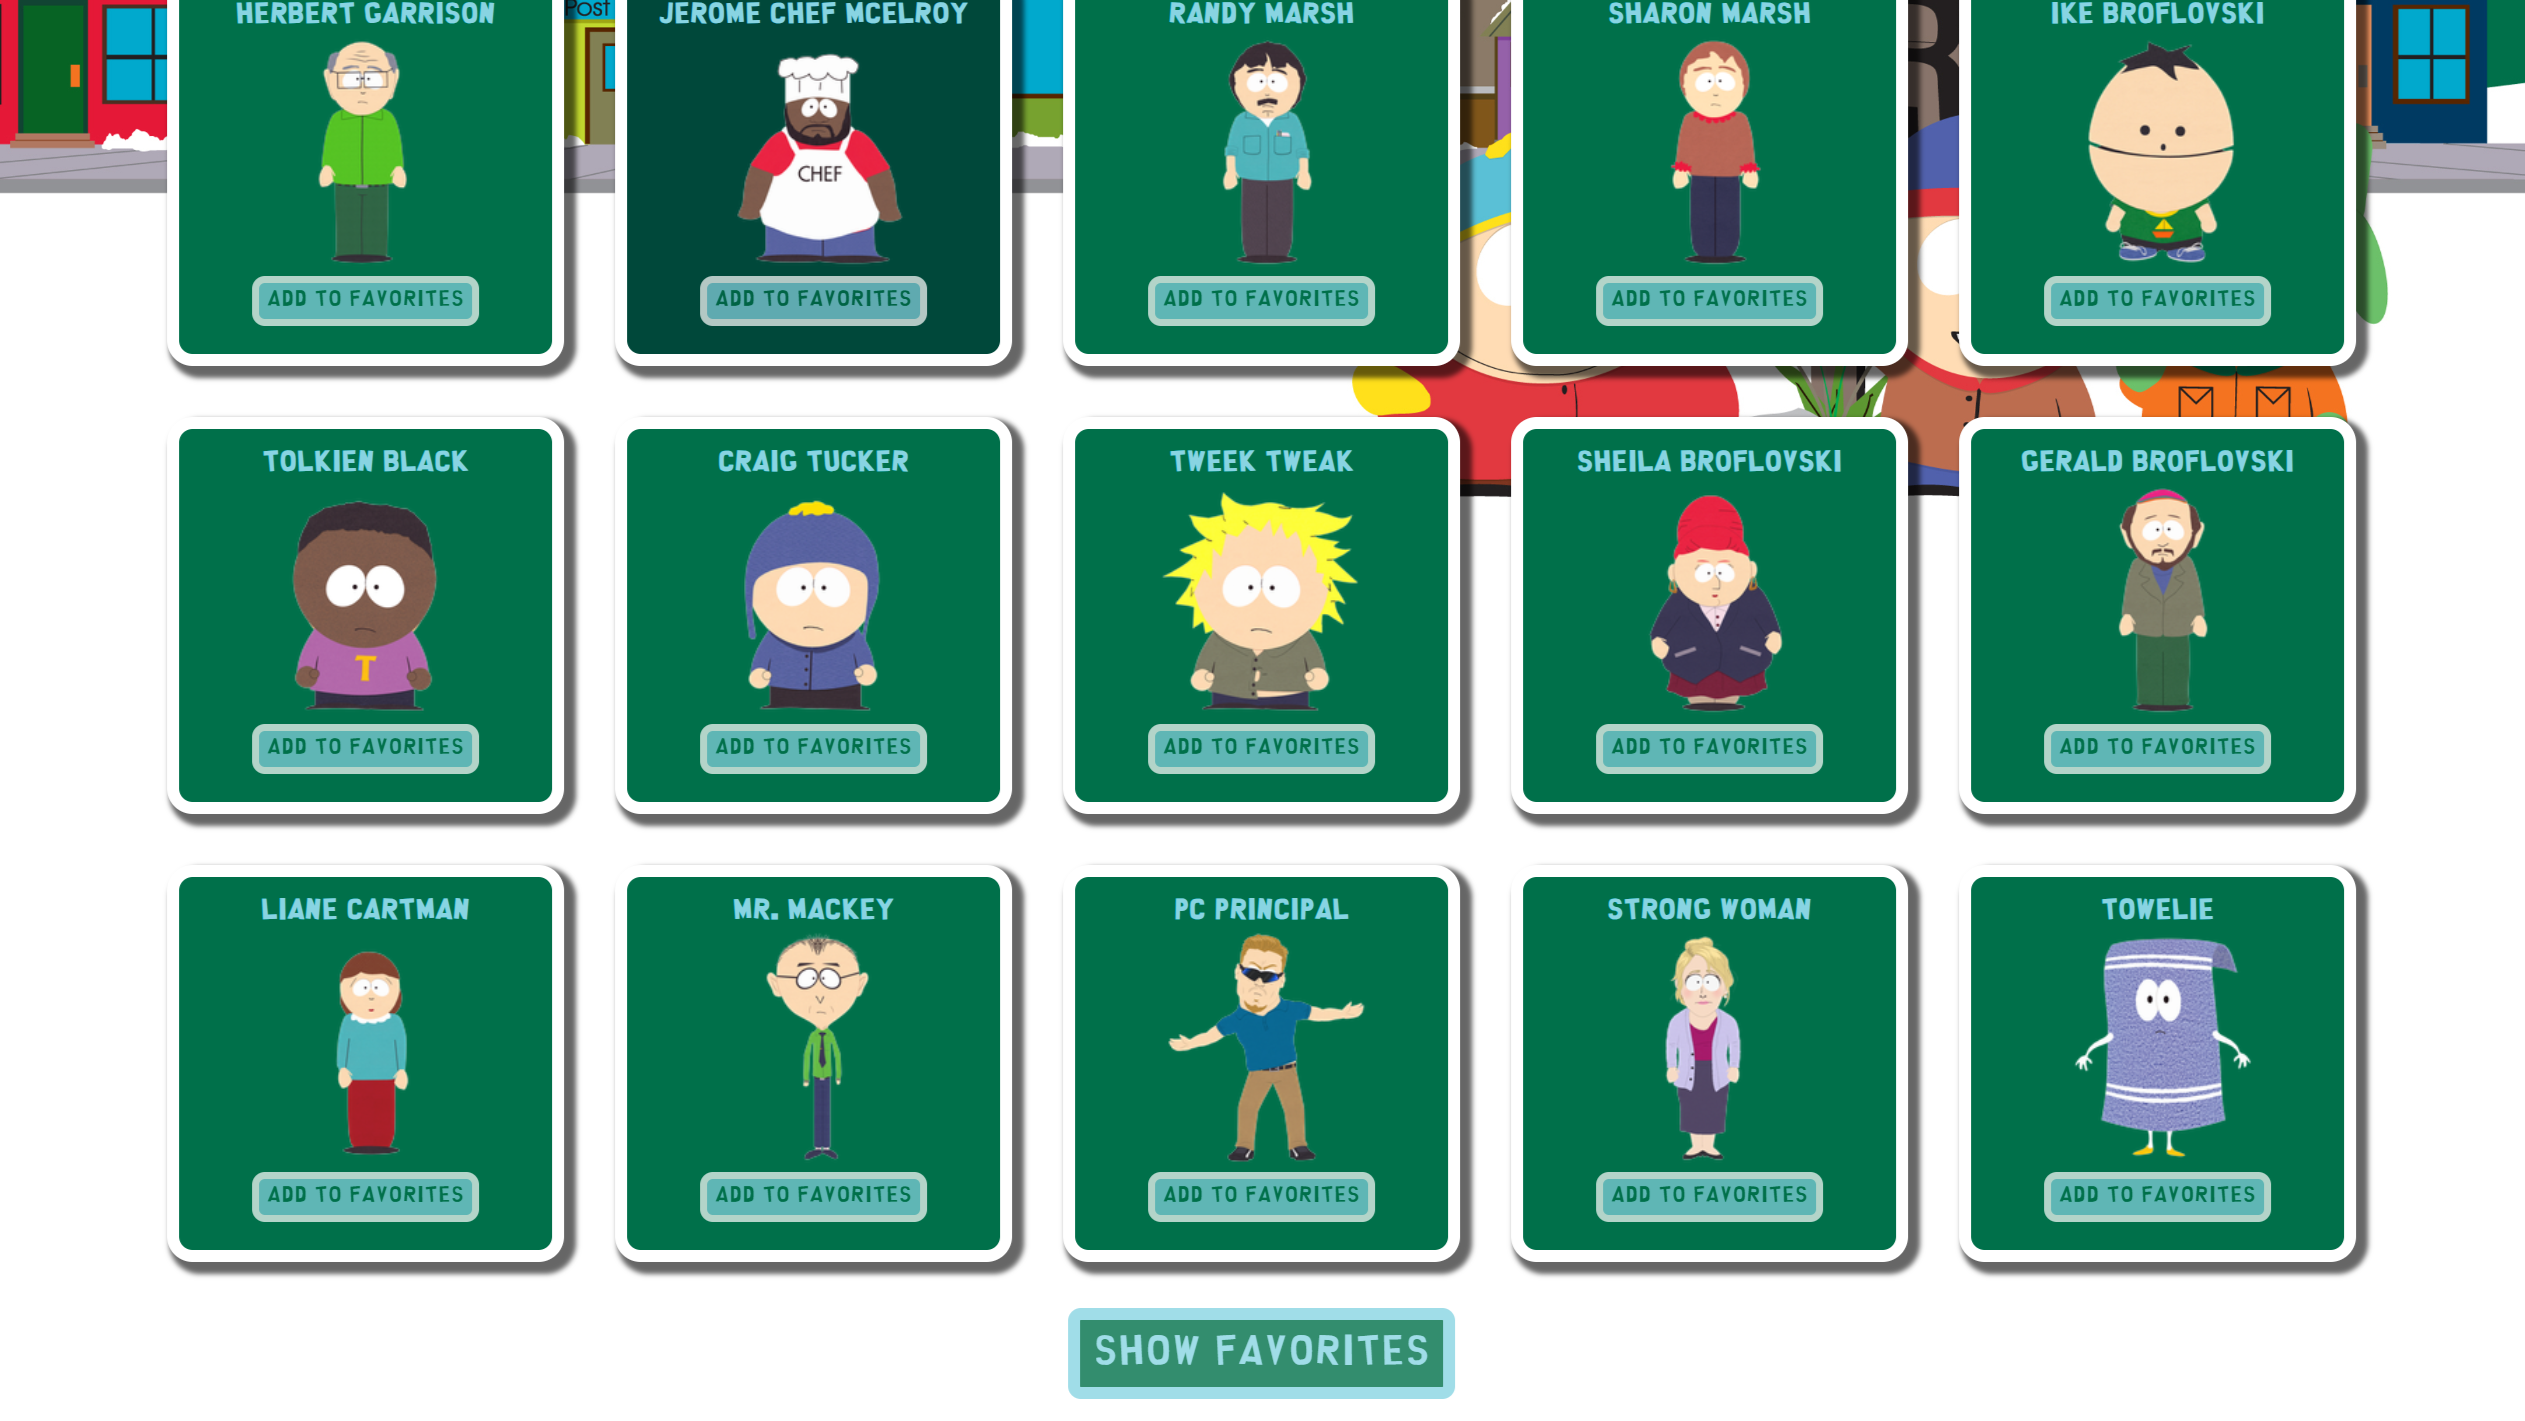 Post
HERBERT GARRISON
JEROME CHEF MCELROY
RANDY MARSH
SHARON MARSH
IKE BROFLOVSKI
R
CHEF
ADD TO FAVORITES
ADD TO FAVORITES
ADD TO FAVORITES
ADD TO FAVORITES
ADD TO FAVORITES
TOLKIEN BLACK
CRAIG TUCKER
TWEEK TWEAK
SHEILA BROFLOVSKI
GERALD BROFLOVSKI
T
ADD TO FAVORITES
ADD TO FAVORITES
ADD TO FAVORITES
ADD TO FAVORITES
ADD TO FAVORITES
LIANE CARTMAN
MR. MACKEY
PC PRINCIPAL
STRONG WOMAN
TOWELIE
ADD TO FAVORITES
ADD TO FAVORITES
ADD TO FAVORITES
ADD TO FAVORITES
ADD TO FAVORITES
SHOW FAVORITES